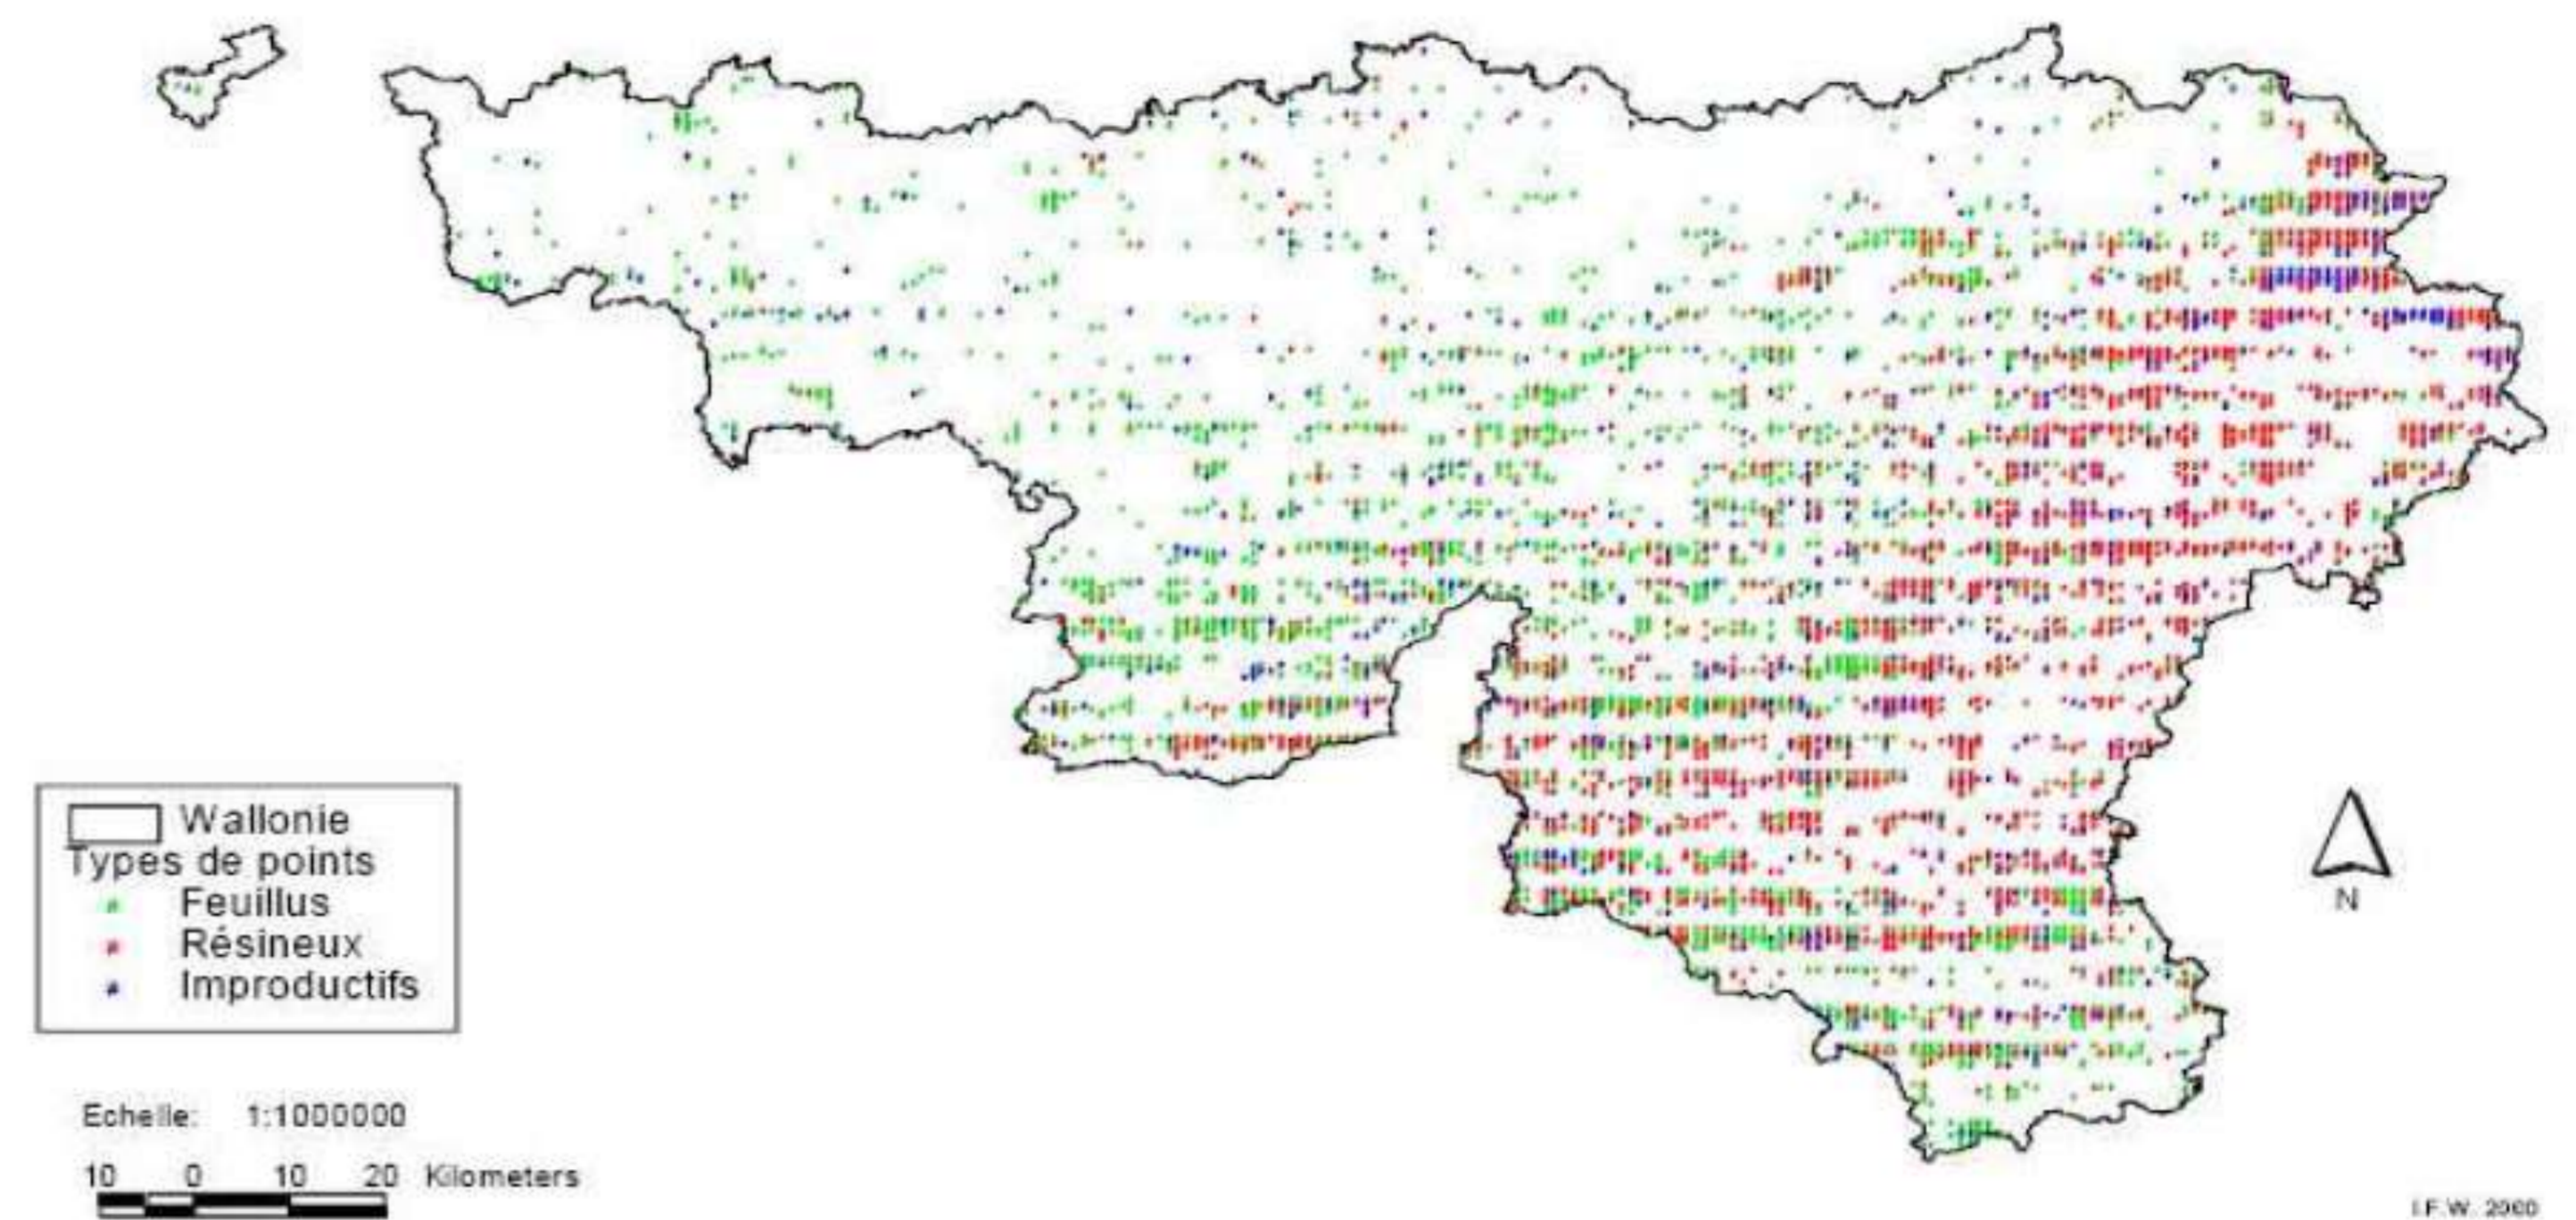 Wallonie
Types de points
Feuillus
Résineux
Improductifs
Echelle: 1:1000000
10 0 10 20 Kilometers
N
I.F.W. 2000